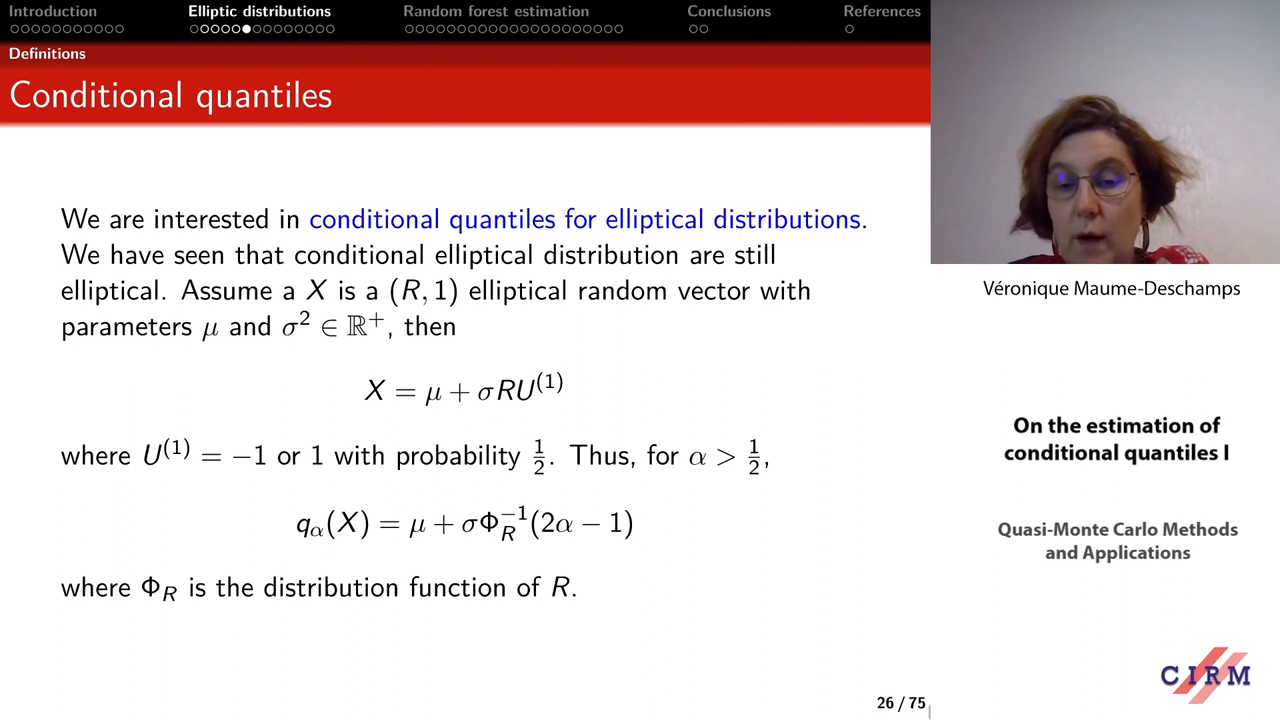 Introduction Elliptic distributions Random forest estimation Conclusions References
Definitions
Conditional quantiles
We are interested in conditional quantiles for elliptical distributions.
We have seen that conditional elliptical distribution are still
elliptical. Assume a X is a (R, 1) elliptical random vector with
parameters μ and σ² ∈ ℝ⁺, then
X = μ + σRU⁽¹⁾
where U⁽¹⁾ = −1 or 1 with probability 1/2. Thus, for α > 1/2,
q_α(X) = μ + σΦ_R⁻¹(2α − 1)
where Φ_R is the distribution function of R.
26 / 75
Véronique Maume-Deschamps
On the estimation of
conditional quantiles I
Quasi-Monte Carlo Methods
and Applications
CIRM